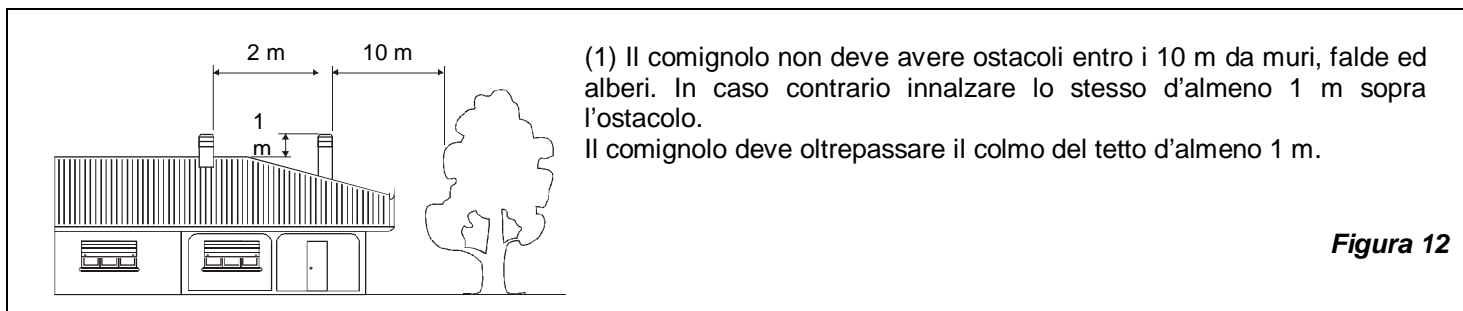 2 m
10 m
1
m
(1) Il comignolo non deve avere ostacoli entro i 10 m da muri, falde ed
alberi. In caso contrario innalzare lo stesso d'almeno 1 m sopra
l'ostacolo.
Il comignolo deve oltrepassare il colmo del tetto d'almeno 1 m.
Figura 12